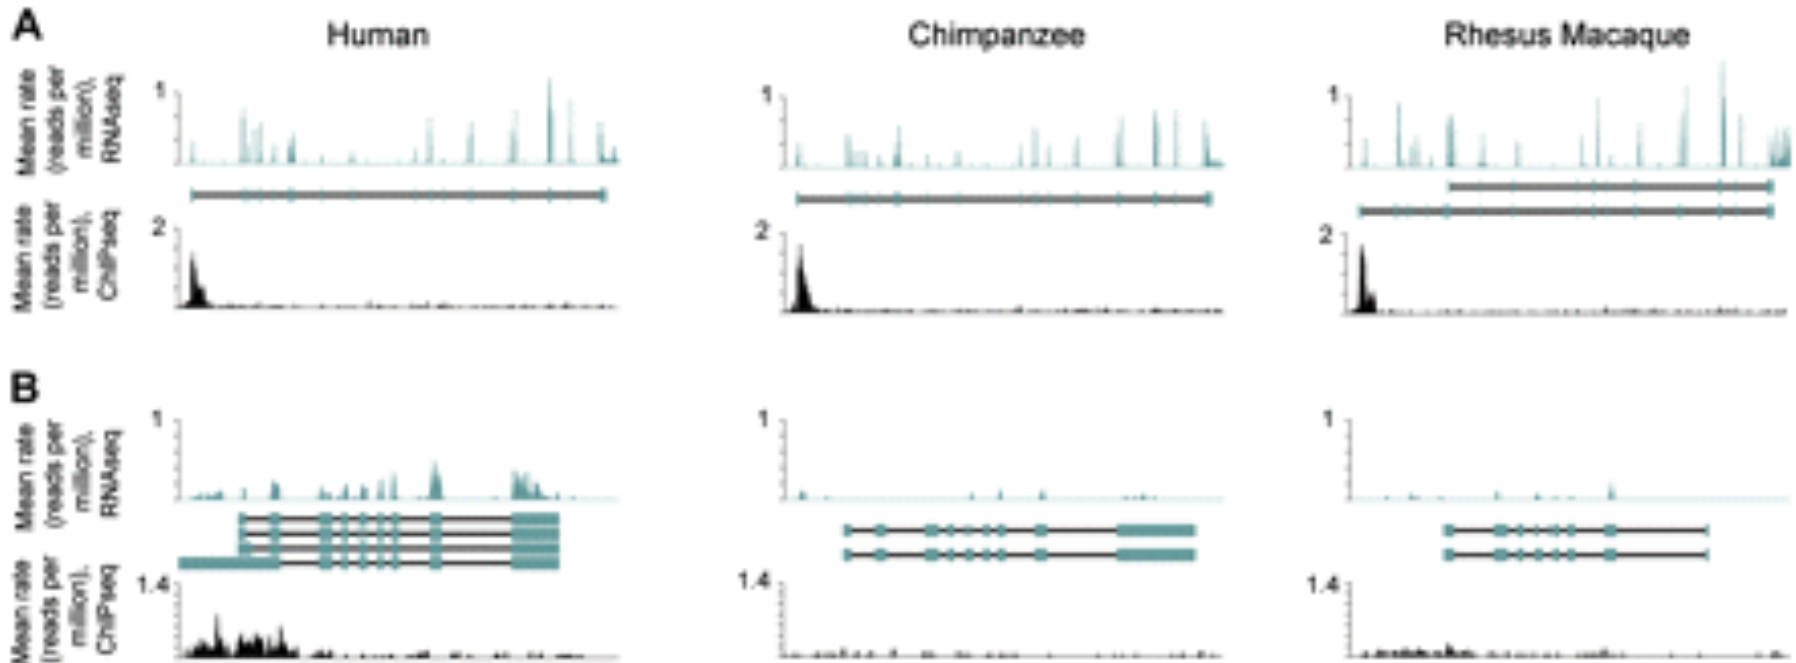 A
Human
Chimpanzee
Rhesus Macaque
Mean rate
(reads per
million),
RNAseq
1
1
1
Mean rate
(reads per
million),
ChIPseq
2
2
2
B
Mean rate
(reads per
million),
RNAseq
1
1
1
Mean rate
(reads per
million),
ChIPseq
1.4
1.4
1.4